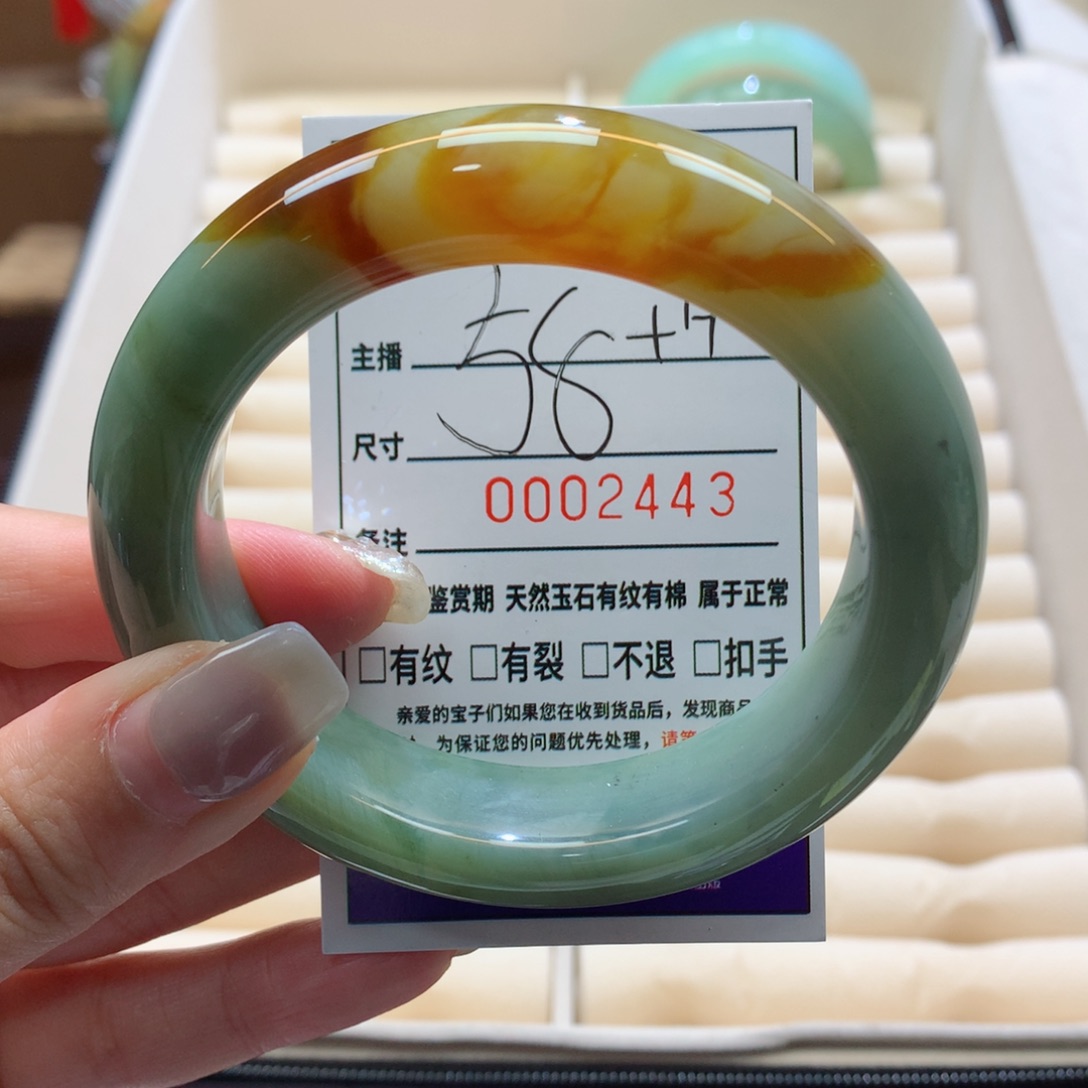 主播 58
尺寸
0002443
备注
鉴赏期 天然玉石有纹有棉 属于正常
□有纹 □有裂 □不退 □扣手
亲爱的宝子们如果您在收到货品后，发现商品
为保证您的问题优先处理，请